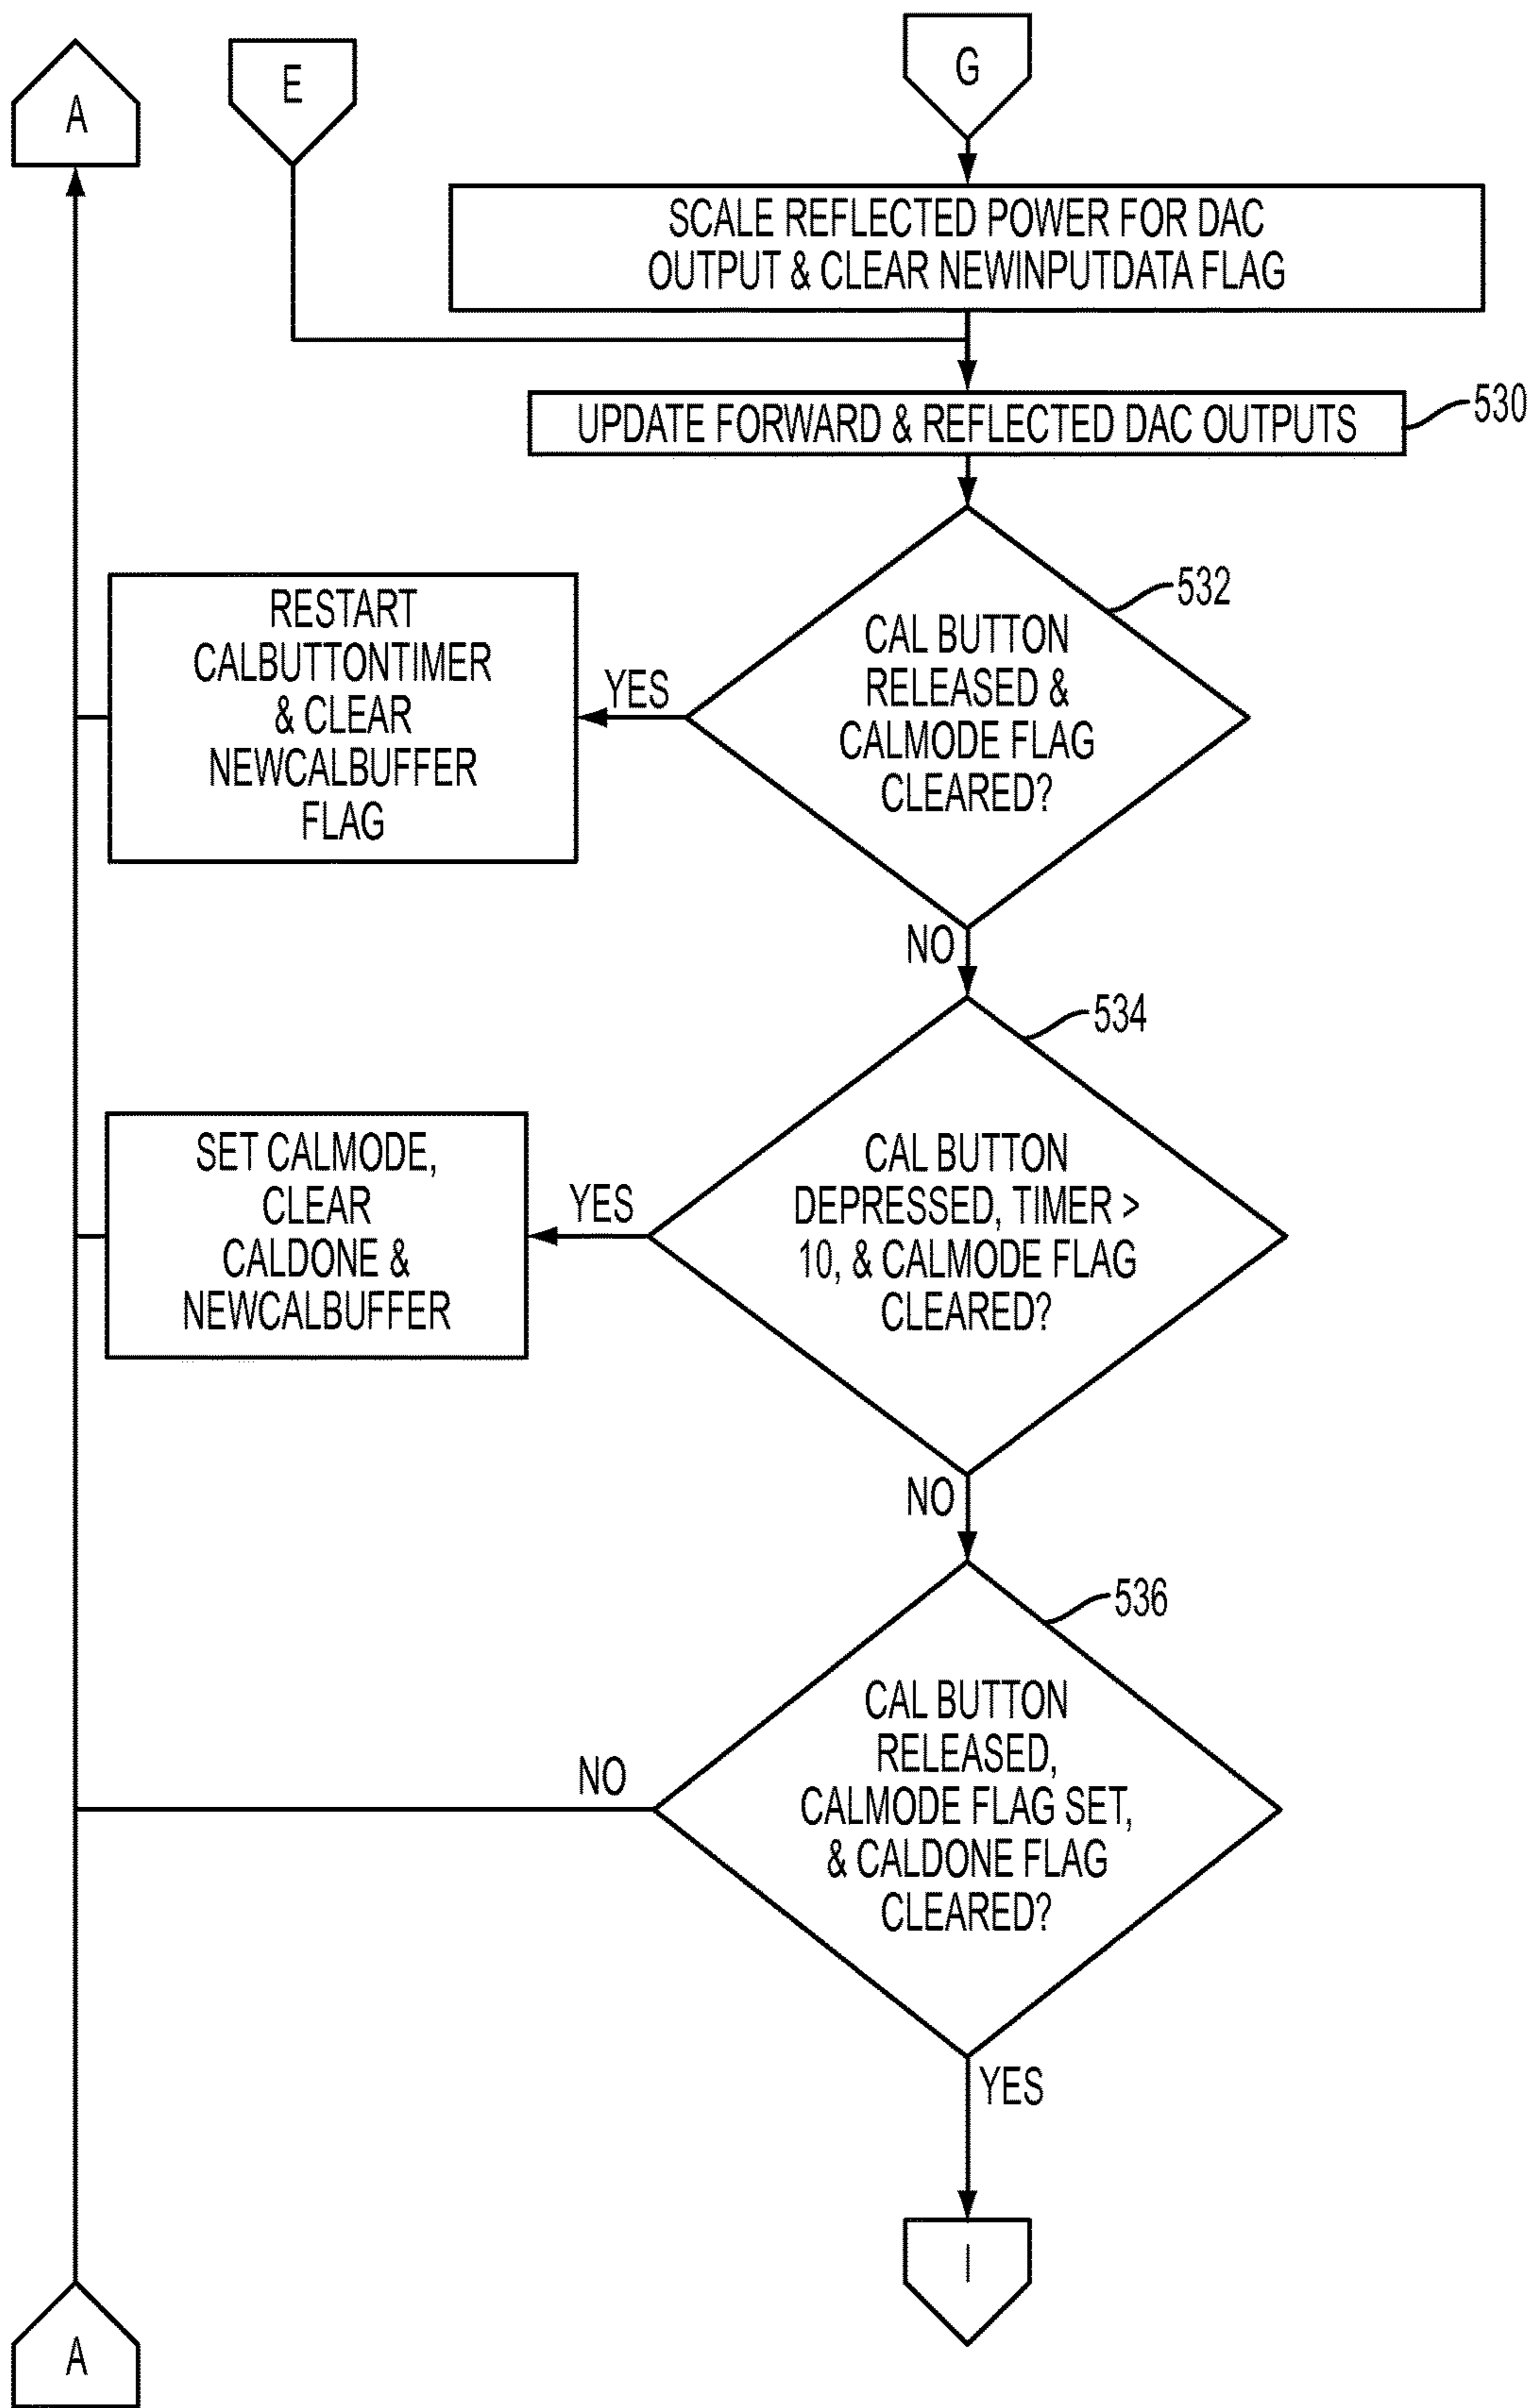 A
E
G
SCALE REFLECTED POWER FOR DAC
OUTPUT & CLEAR NEWINPUTDATA FLAG
UPDATE FORWARD & REFLECTED DAC OUTPUTS
530
RESTART
CALBUTTONTIMER
& CLEAR
NEWCALBUFFER
FLAG
YES
CAL BUTTON
RELEASED &
CALMODE FLAG
CLEARED?
532
NO
SET CALMODE,
CLEAR
CALDONE &
NEWCALBUFFER
YES
CAL BUTTON
DEPRESSED, TIMER >
10, & CALMODE FLAG
CLEARED?
534
NO
CAL BUTTON
RELEASED,
CALMODE FLAG SET,
& CALDONE FLAG
CLEARED?
536
NO
YES
I
A